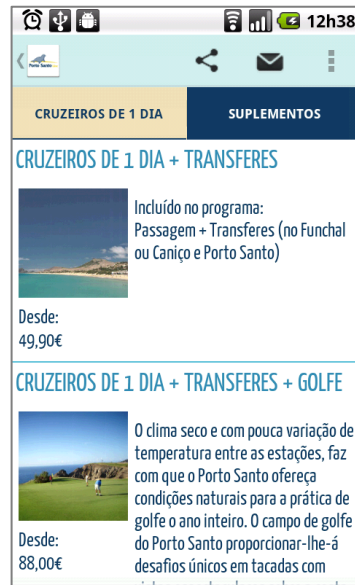 12h38
Porto Santo
CRUZEIROS DE 1 DIA
SUPLEMENTOS
CRUZEIROS DE 1 DIA + TRANSFERES
Incluído no programa:
Passagem + Transferes (no Funchal
ou Caniço e Porto Santo)
Desde:
49,90€
CRUZEIROS DE 1 DIA + TRANSFERES + GOLFE
O clima seco e com pouca variação de
temperatura entre as estações, faz
com que o Porto Santo ofereça
condições naturais para a prática de
golfe o ano inteiro. O campo de golfe
do Porto Santo proporcionar-lhe-á
desafios únicos em tacadas com
Desde:
88,00€